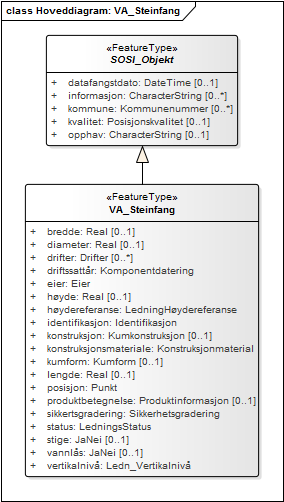 class Hoveddiagram: VA_Steinfang
«FeatureType»
SOSI_Objekt
+ datafangstdato: DateTime [0..1]
+ informasjon: CharacterString [0..*]
+ kommune: Kommunenummer [0..*]
+ kvalitet: Posisjonskvalitet [0..1]
+ opphav: CharacterString [0..1]
«FeatureType»
VA_Steinfang
+ bredde: Real [0..1]
+ diameter: Real [0..1]
+ drifter: Drifter [0..*]
+ driftssattår: Komponentdatering
+ eier: Eier
+ høyde: Real [0..1]
+ høydereferanse: LedningHøydereferanse
+ identifikasjon: Identifikasjon
+ konstruksjon: Kumkonstruksjon [0..1]
+ konstruksjonsmateriale: Konstruksjonmaterial
+ kumform: Kumform [0..1]
+ lengde: Real [0..1]
+ posisjon: Punkt
+ produktbetegnelse: Produktinformasjon [0..1]
+ sikkertsgradering: Sikkerhetsgradering
+ status: LedningsStatus
+ stige: JaNei [0..1]
+ vannlås: JaNei [0..1]
+ vertikalnivå: Ledn_Vertikalnivå